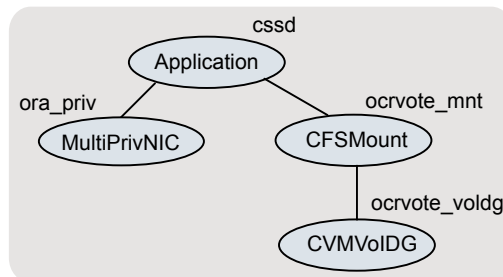 cssd
Application
ora_priv
ocrvote_mnt
MultiPrivNIC
CFSMount
ocrvote_voldg
CVMVolDG